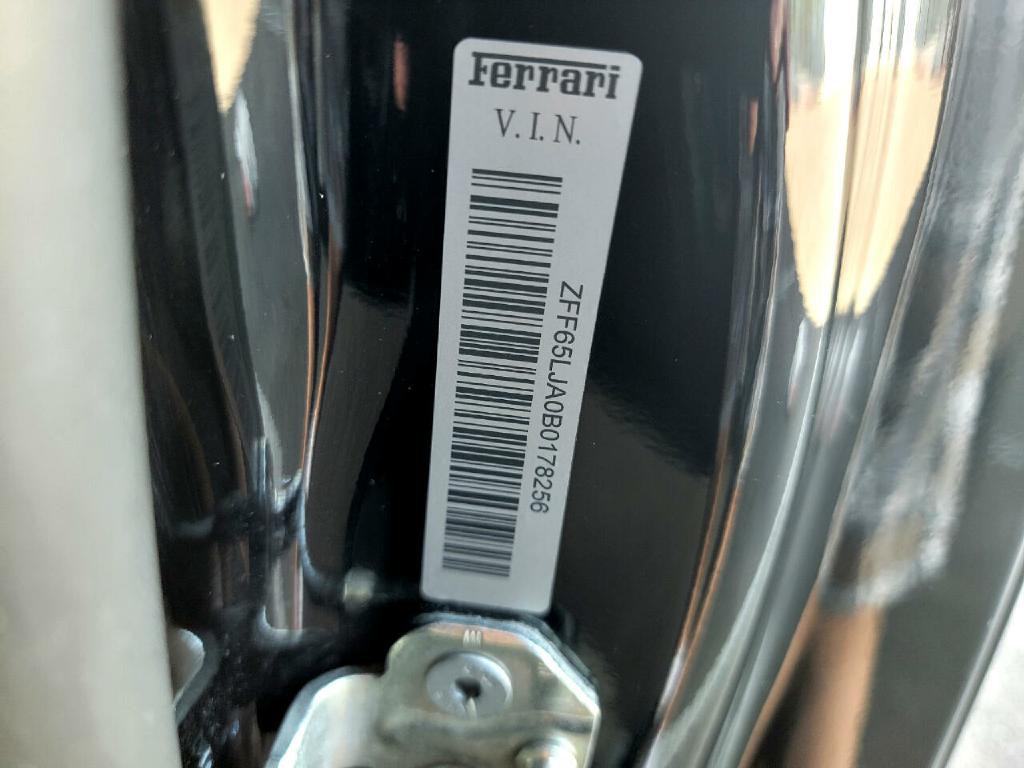 Ferrari
V. I. N.
ZFF65LJA0B0178256